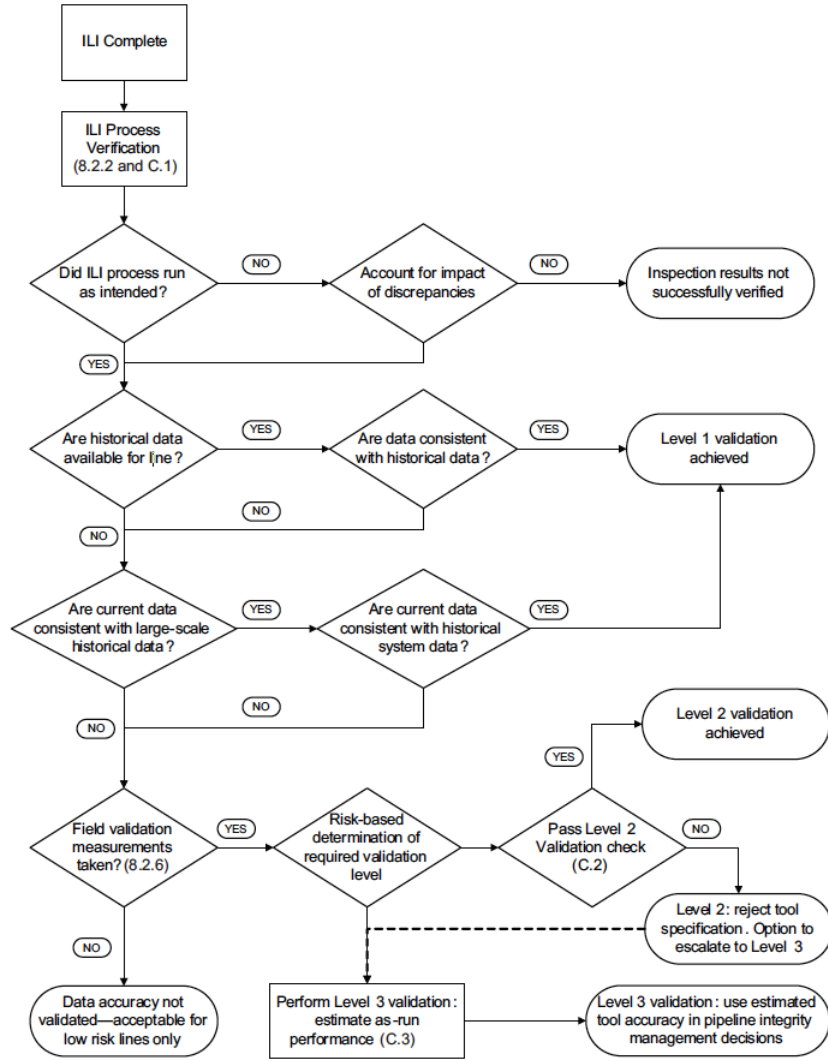 ILI Complete
ILI Process
Verification
(8.2.2 and C.1)
Did ILI process run
as intended?
NO
Account for impact
of discrepancies
NO
Inspection results not
successfully verified
YES
Are historical data
available for line?
YES
Are data consistent
with historical data?
YES
Level 1 validation
achieved
NO
NO
Are current data
consistent with large-scale
historical data?
YES
Are current data
consistent with historical
system data?
YES
NO
NO
Level 2 validation
achieved
YES
Field validation
measurements
taken? (8.2.6)
YES
Risk-based
determination of
required validation
level
Pass Level 2
Validation check
(C.2)
NO
Level 2: reject tool
specification. Option to
escalate to Level 3
NO
Data accuracy not
validated—acceptable for
low risk lines only
Perform Level 3 validation:
estimate as-run
performance (C.3)
Level 3 validation: use estimated
tool accuracy in pipeline integrity
management decisions